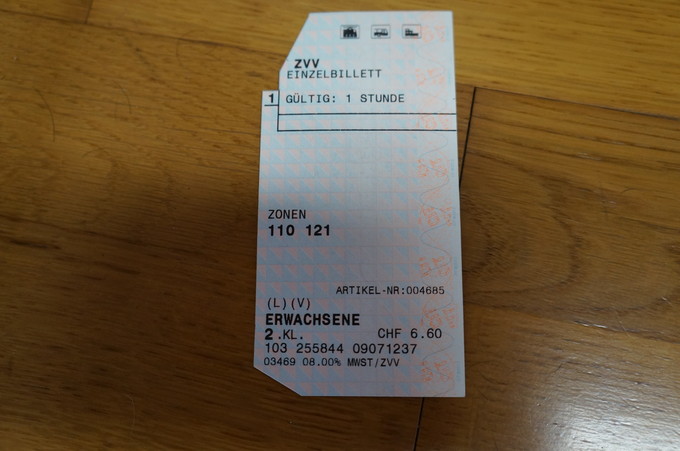 ZVV
EINZELBILLETT
1 GÜLTIG: 1 STUNDE
ZONEN
110 121
ARTIKEL-NR:004685
(L)(V)
ERWACHSENE
2.KL. CHF 6.60
103 255844 09071237
03469 08.00% MWST/ZVV